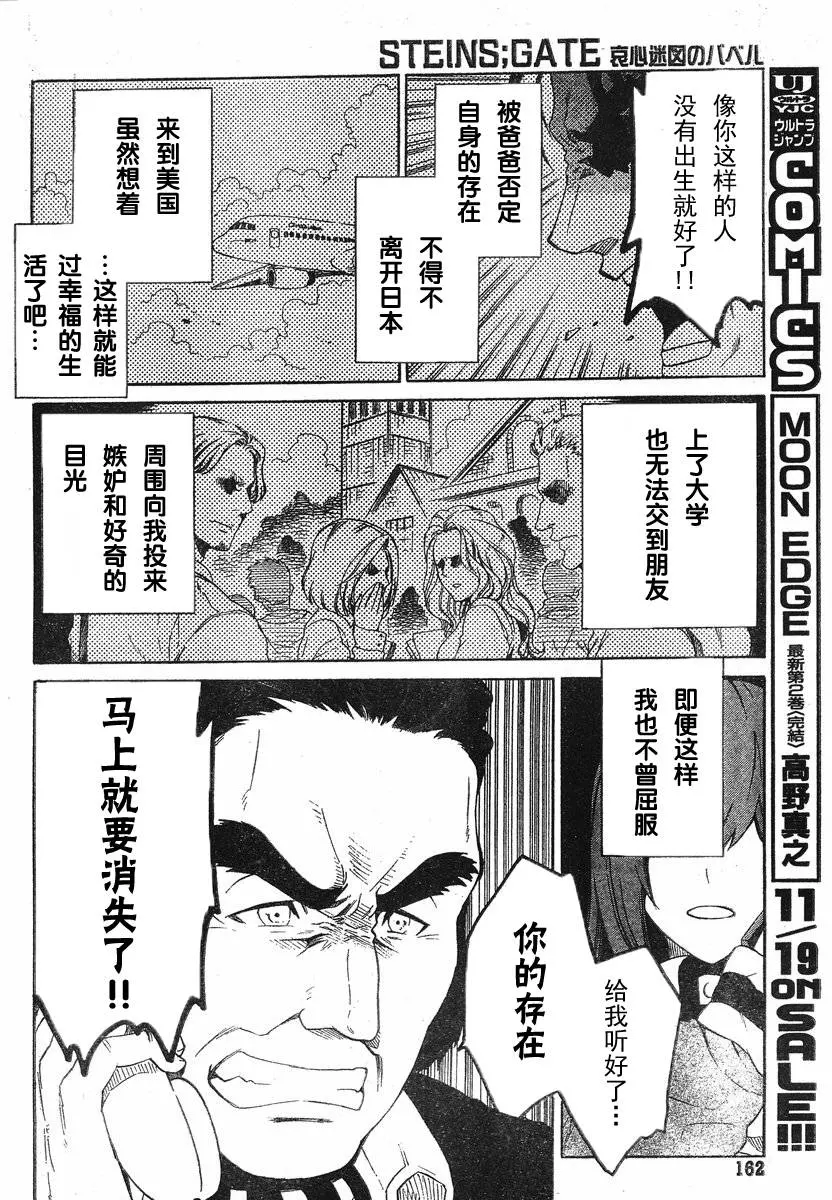 STEINS;GATE 哀心迷図のバベル
像你这样的人
没有出生就好了!!
被爸爸否定
自身的存在
不得不
离开日本
来到美国
虽然想着
…这样就能
过幸福的生
活了吧…
上了大学
也无法交到朋友
周围向我投来
嫉妒和好奇的
目光
即便这样
我也不曾屈服
给我听好了…
你的存在
马上就要消失了!!
UJ
ウルトラ
YJC
ウルトラ
ジャンプ
COMICS
MOON EDGE
最新第2巻〈完結〉
高野真之
11/19 ON SALE!!!
162